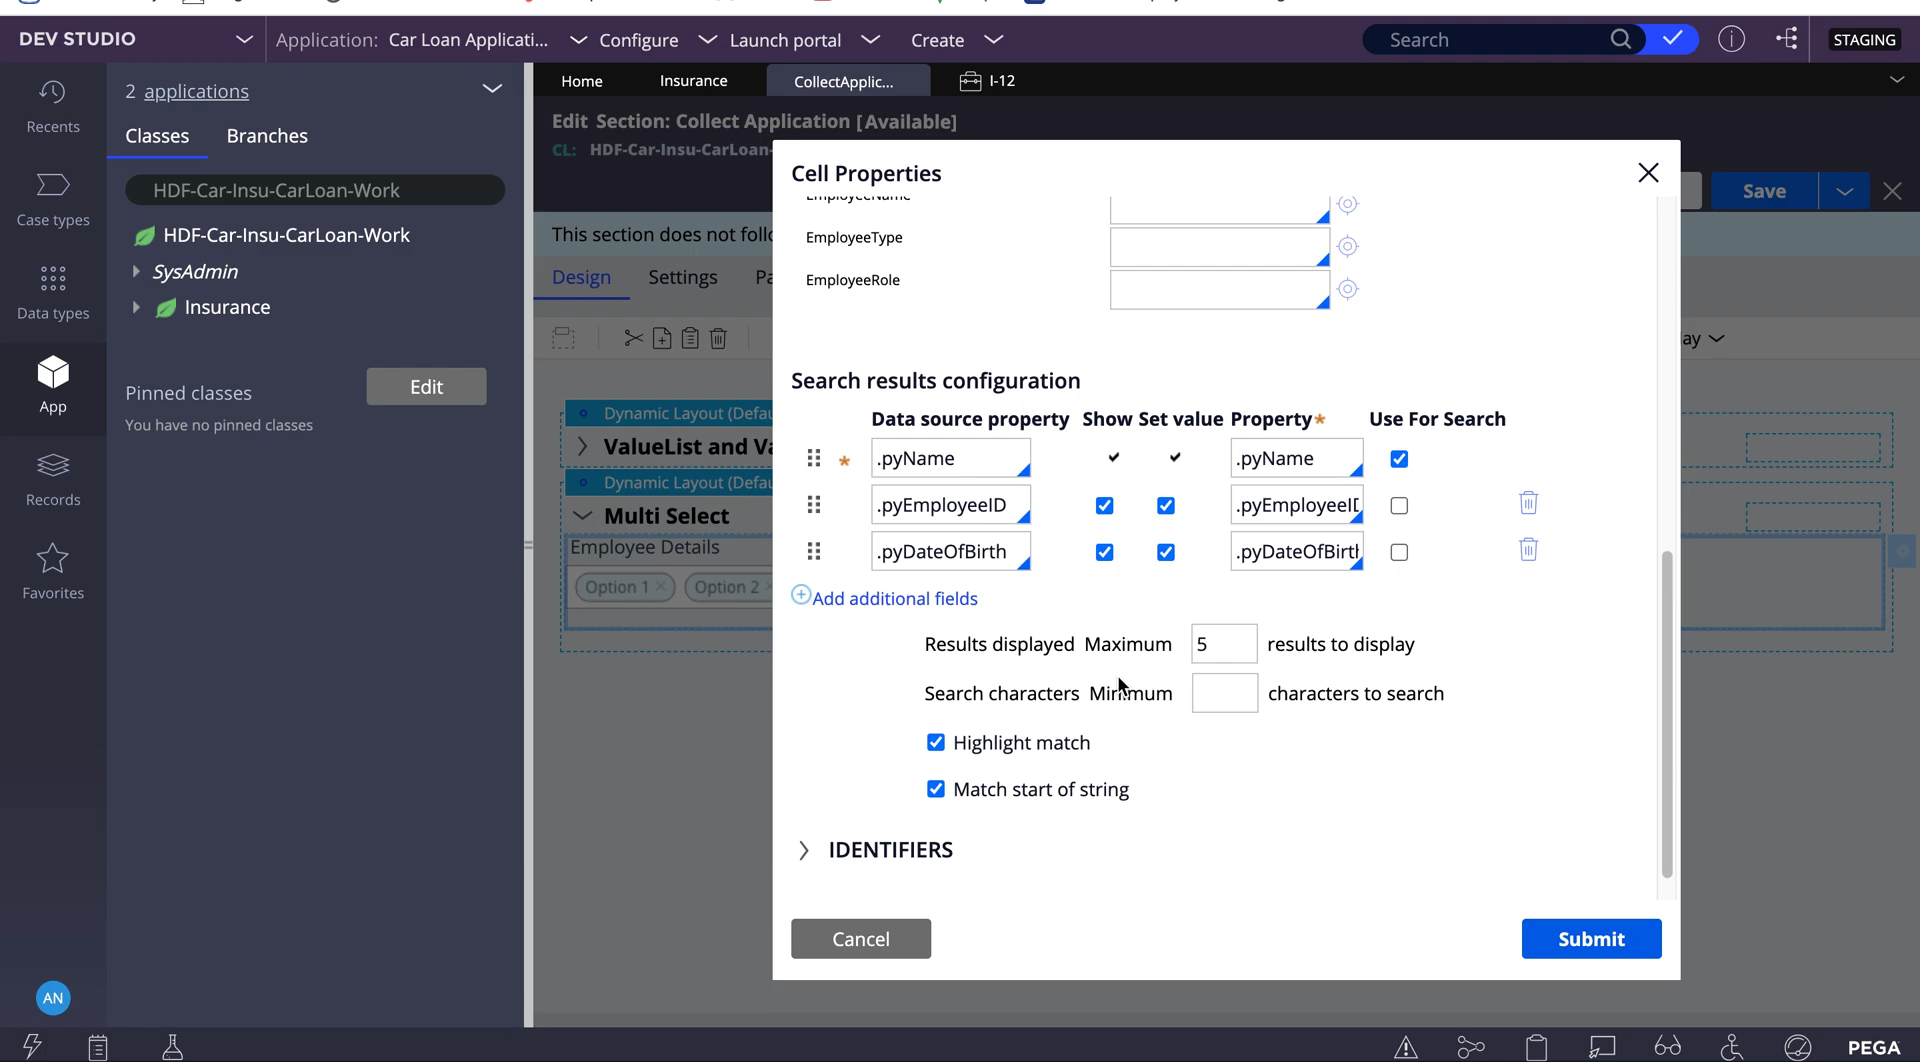 DEV STUDIO
Application: Car Loan Applicati...
Configure
Launch portal
Create
Search
STAGING
Recents
Case types
Data types
App
Records
Favorites
AN
2 applications
Classes
Branches
HDF-Car-Insu-CarLoan-Work
HDF-Car-Insu-CarLoan-Work
SysAdmin
Insurance
Pinned classes
Edit
You have no pinned classes
Home
Insurance
CollectApplic...
I-12
Edit Section: Collect Application [Available]
CL: HDF-Car-Insu-CarLoan-
Save
This section does not
Design
Settings
Dynamic Layout
ValueList and
Dynamic Layout
Multi Select
Employee Details
Option 1 ×
Option 2
Cell Properties
EmployeeName
EmployeeType
EmployeeRole
Search results configuration
Data source property Show Set value Property* Use For Search
* .pyName .pyName
.pyEmployeeID .pyEmployeeI
.pyDateOfBirth .pyDateOfBirt
Add additional fields
Results displayed Maximum 5 results to display
Search characters Minimum characters to search
Highlight match
Match start of string
IDENTIFIERS
Cancel
Submit
PEGA